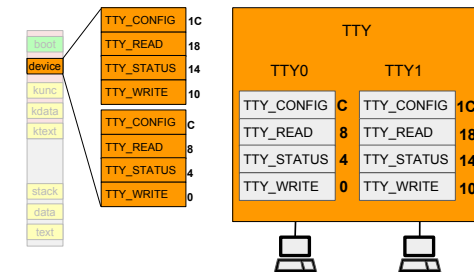 boot
device
kunc
kdata
ktext
stack
data
text
TTY_CONFIG 1C
TTY_READ 18
TTY_STATUS 14
TTY_WRITE 10
TTY_CONFIG C
TTY_READ 8
TTY_STATUS 4
TTY_WRITE 0
TTY
TTY0 TTY1
TTY_CONFIG C TTY_CONFIG 1C
TTY_READ 8 TTY_READ 18
TTY_STATUS 4 TTY_STATUS 14
TTY_WRITE 0 TTY_WRITE 10